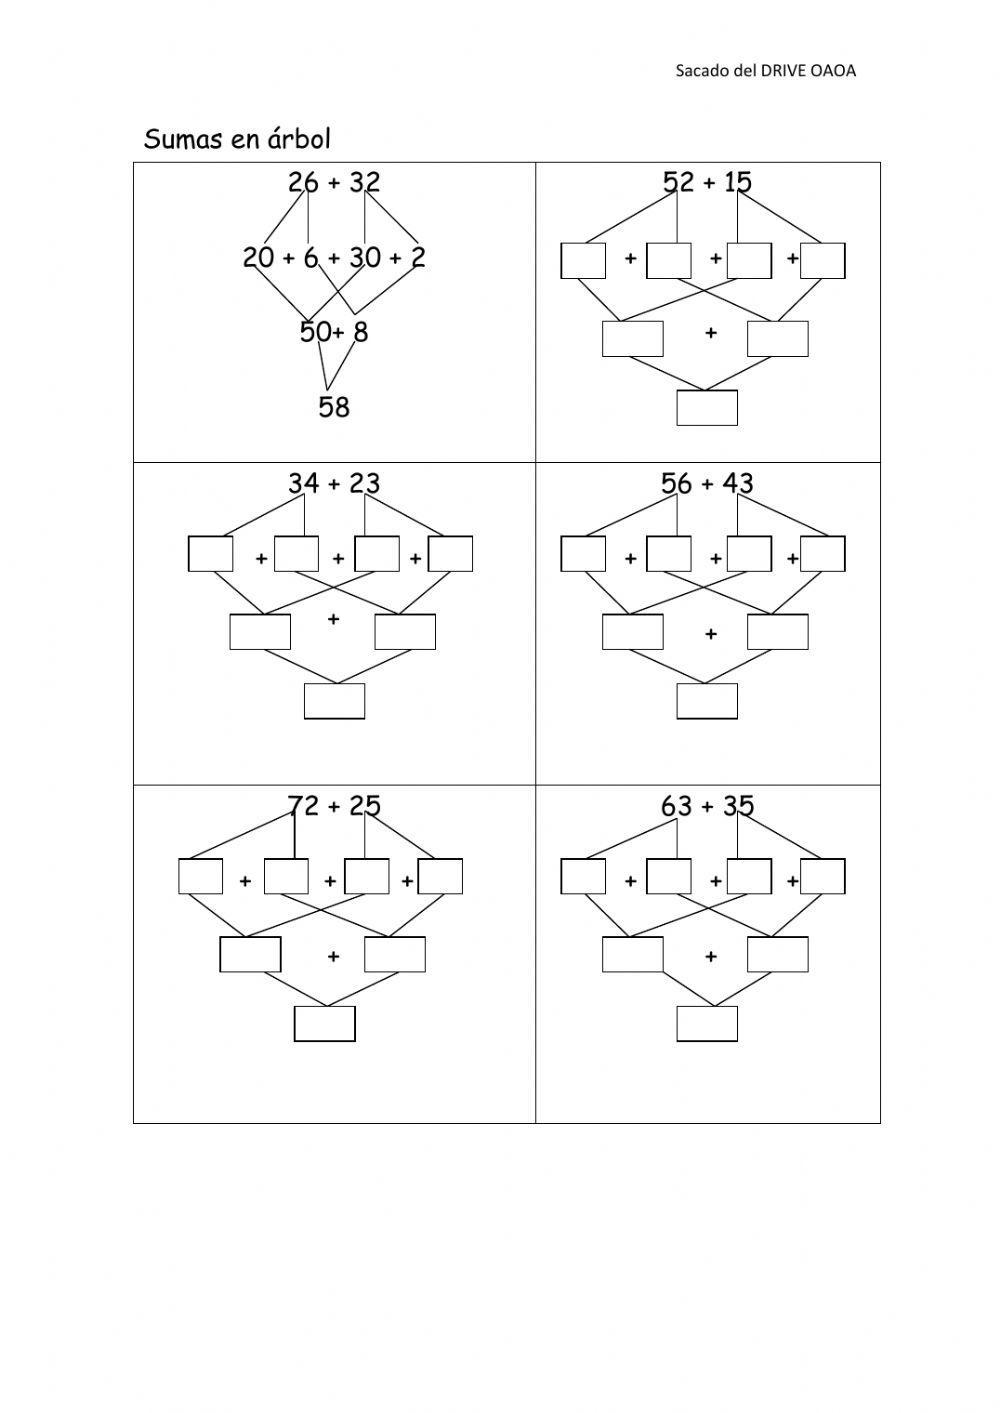 Sacado del DRIVE OAOA
Sumas en árbol
26 + 32
20 + 6 + 30 + 2
50+ 8
58
52 + 15
+ + +
+
34 + 23
+ + +
+
56 + 43
+ + +
+
72 + 25
+ + +
+
63 + 35
+ + +
+